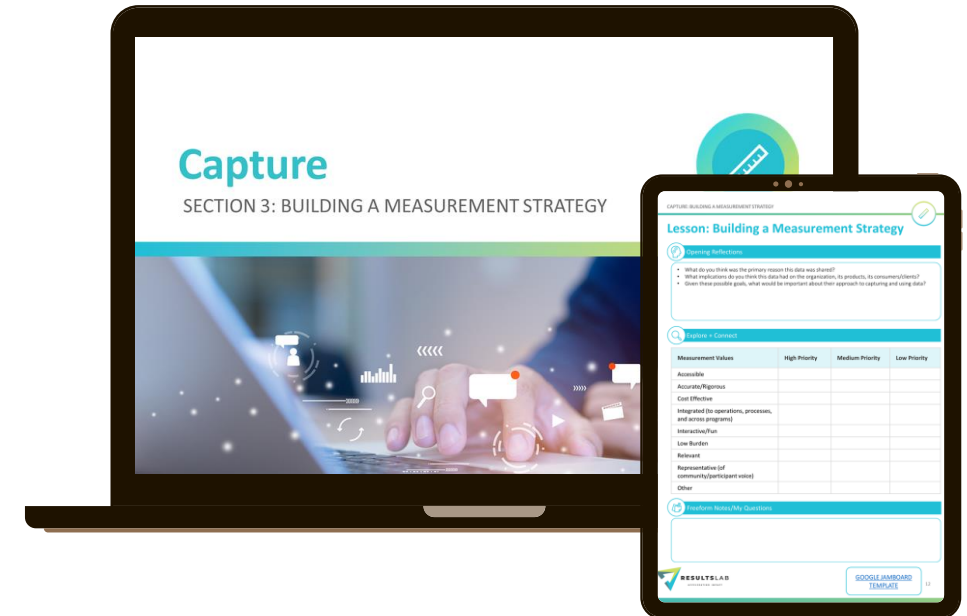 Capture
SECTION 3: BUILDING A MEASUREMENT STRATEGY
CAPTURE: BUILDING A MEASUREMENT STRATEGY
Lesson: Building a Measurement Strategy
Opening Reflections
• What do you think was the primary reason this data was shared?
• What implications do you think this data had on the organization, its products, its consumers/clients?
• Given these possible goals, what would be important about their approach to capturing and using data?
Explore + Connect
Measurement Values High Priority Medium Priority Low Priority
Accessible
Accurate/Rigorous
Cost Effective
Integrated (to operations, processes,
and across programs)
Interactive/Fun
Low Burden
Relevant
Representative (of
community/participant voice)
Other
Freeform Notes/My Questions
RESULTSLAB
GOOGLE JAMBOARD
TEMPLATE
12